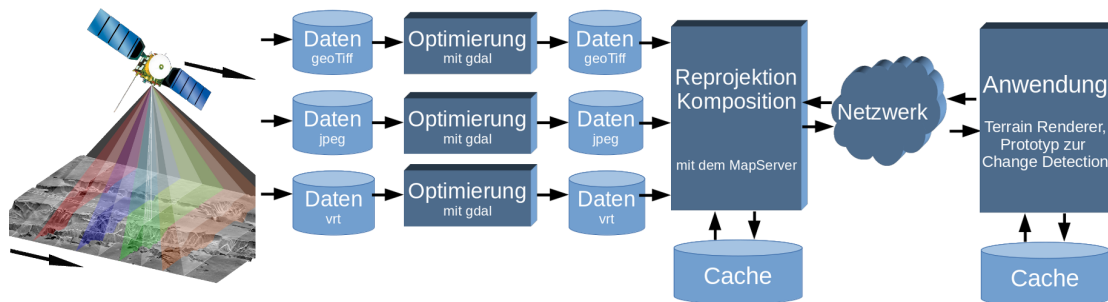 Daten
geoTiff
Optimierung
mit gdal
Daten
geoTiff
Daten
jpeg
Optimierung
mit gdal
Daten
jpeg
Daten
vrt
Optimierung
mit gdal
Daten
vrt
Reprojektion
Komposition
mit dem MapServer
Cache
Netzwerk
Anwendung
Terrain Renderer,
Prototyp zur
Change Detection
Cache